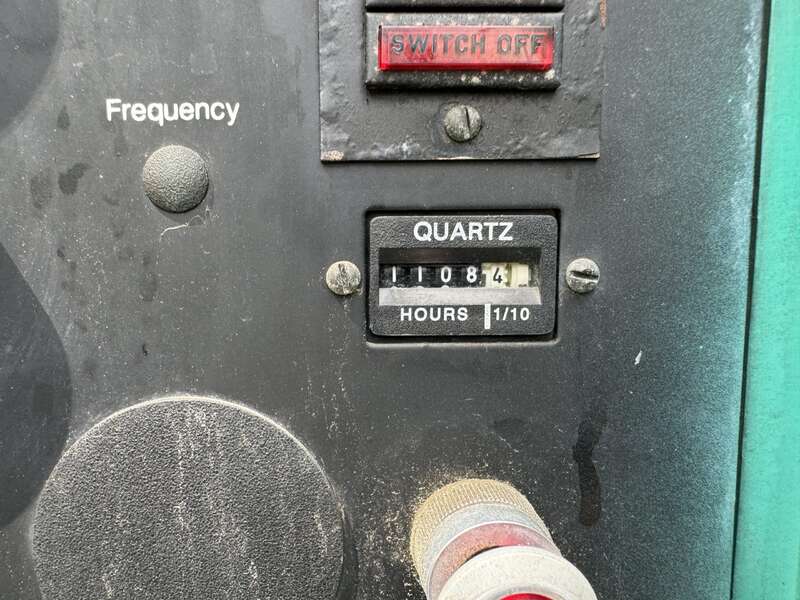 SWITCH OFF
Frequency
QUARTZ
11084
HOURS 1/10